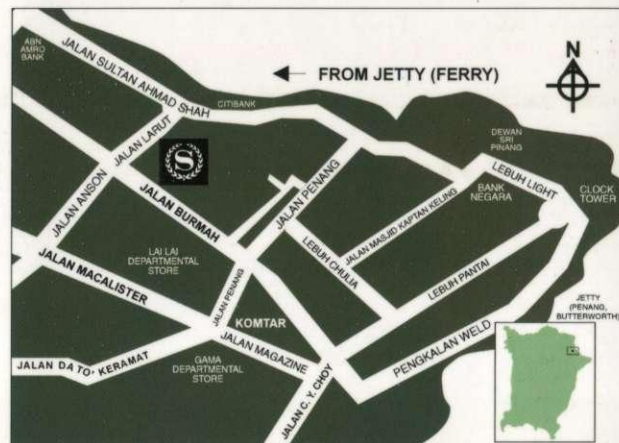 ABN
AMRO
BANK
JALAN SULTAN AHMAD SHAH
← FROM JETTY (FERRY)
N
CITIBANK
DEWAN
SRI
PINANG
JALAN LARUT
S
JALAN ANSON
JALAN BURMAH
JALAN PENANG
JALAN MASJID KAPTAN KELING
BANK
NEGARA
LEBUH LIGHT
CLOCK
TOWER
LAI LAI
DEPARTMENTAL
STORE
LEBUH CHULIA
LEBUH PANTAI
JALAN MACALISTER
JALAN PENANG
KOMTAR
PENGKALAN WELD
JETTY
(PENANG,
BUTTERWORTH)
JALAN DATO' KERAMAT
GAMA
DEPARTMENTAL
STORE
JALAN MAGAZINE
JALAN C. Y. CHOY